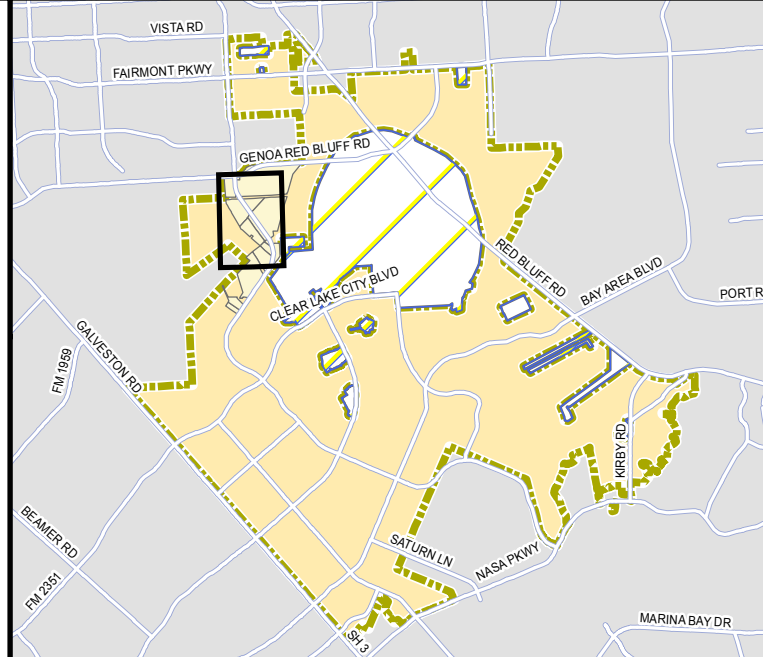 VISTA RD
FAIRMONT PKWY
GENOA RED BLUFF RD
RED BLUFF RD
BAY AREA BLVD
PORT R
CLEAR LAKE CITY BLVD
GALVESTON RD
FM 1959
KIRBY RD
BEAMER RD
SATURN LN
NASA PKWY
FM 2351
MARINA BAY DR
SH 3